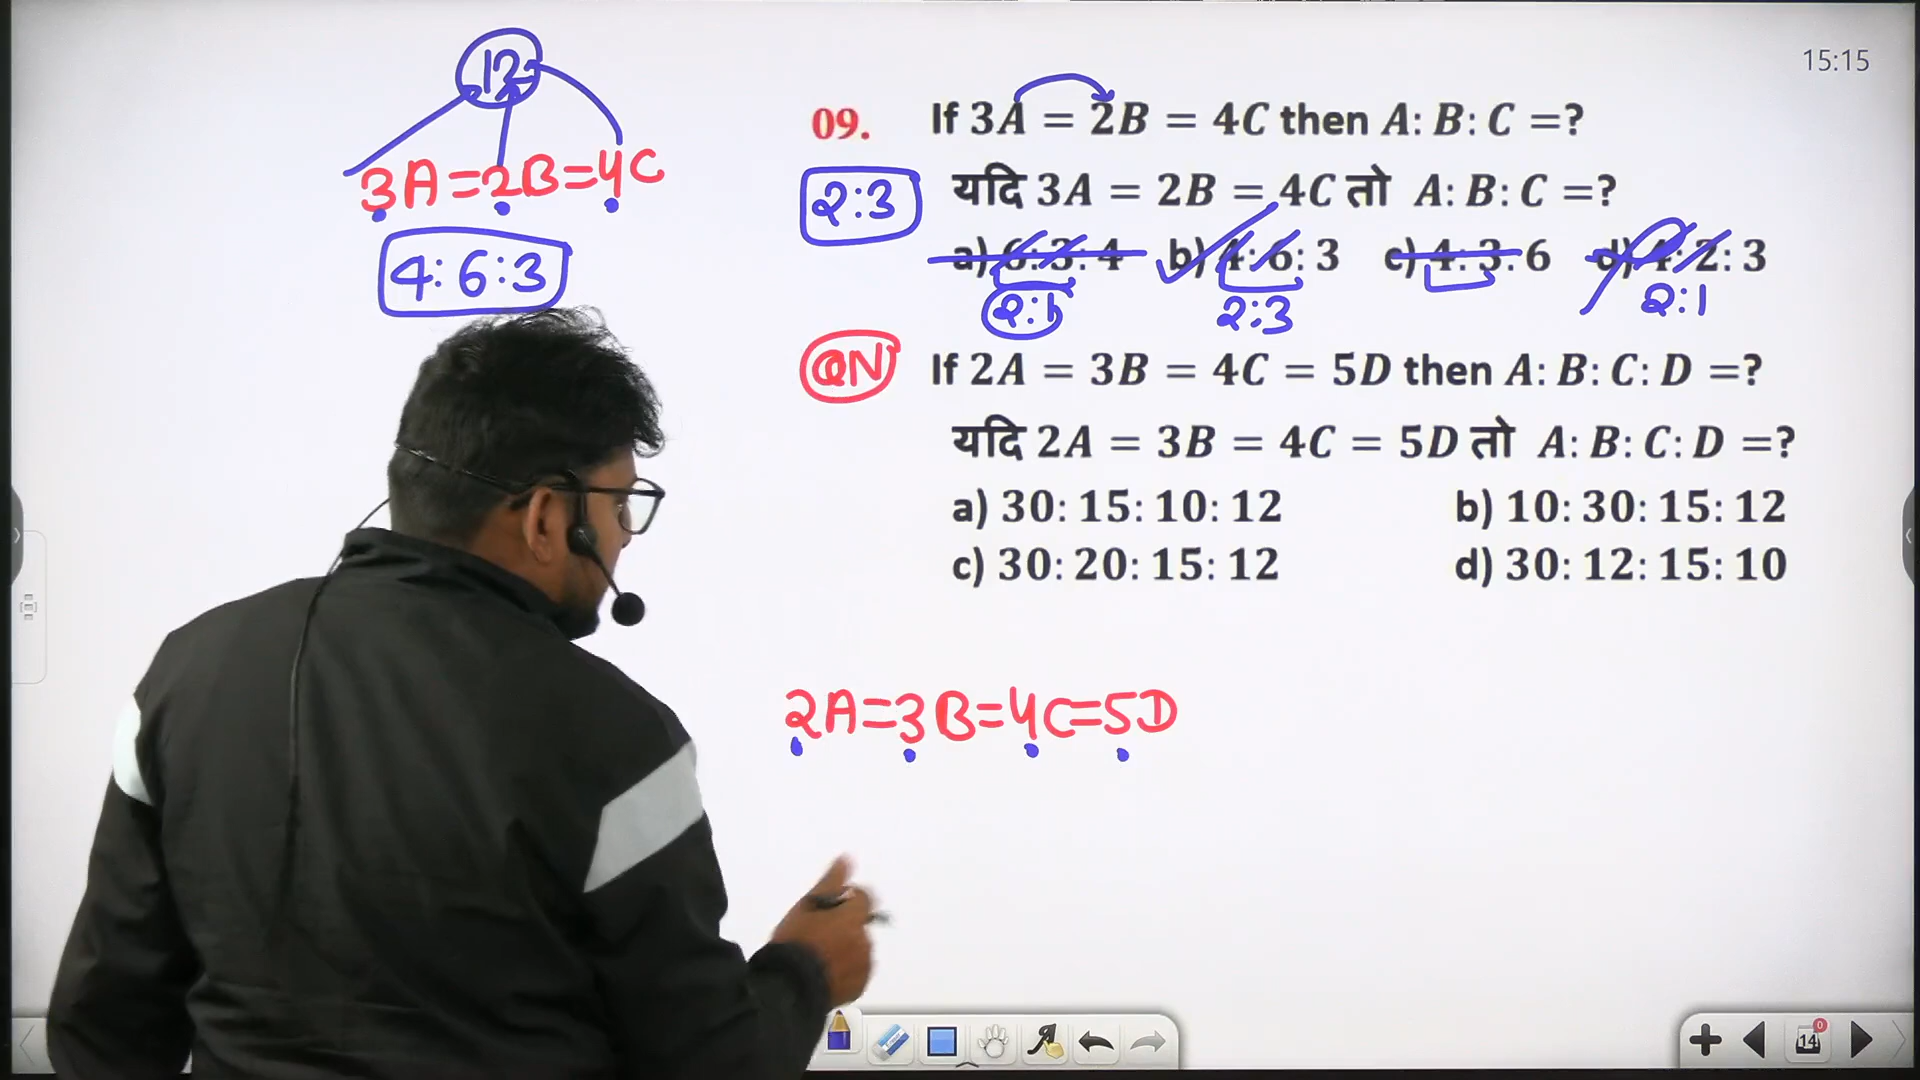 15:15
12
3A=2B=4C
4:6:3
09. If 3A = 2B = 4C then A: B: C =?
2:3
यदि 3A = 2B = 4C तो A: B: C =?
a) 6: 3: 4 b) 4: 6: 3 c) 4: 3: 6 d) 4: 2: 3
2:1 2:3 2:1
QN If 2A = 3B = 4C = 5D then A: B: C: D =?
यदि 2A = 3B = 4C = 5D तो A: B: C: D =?
a) 30: 15: 10: 12 b) 10: 30: 15: 12
c) 30: 20: 15: 12 d) 30: 12: 15: 10
2A=3B=4C=5D
14 0